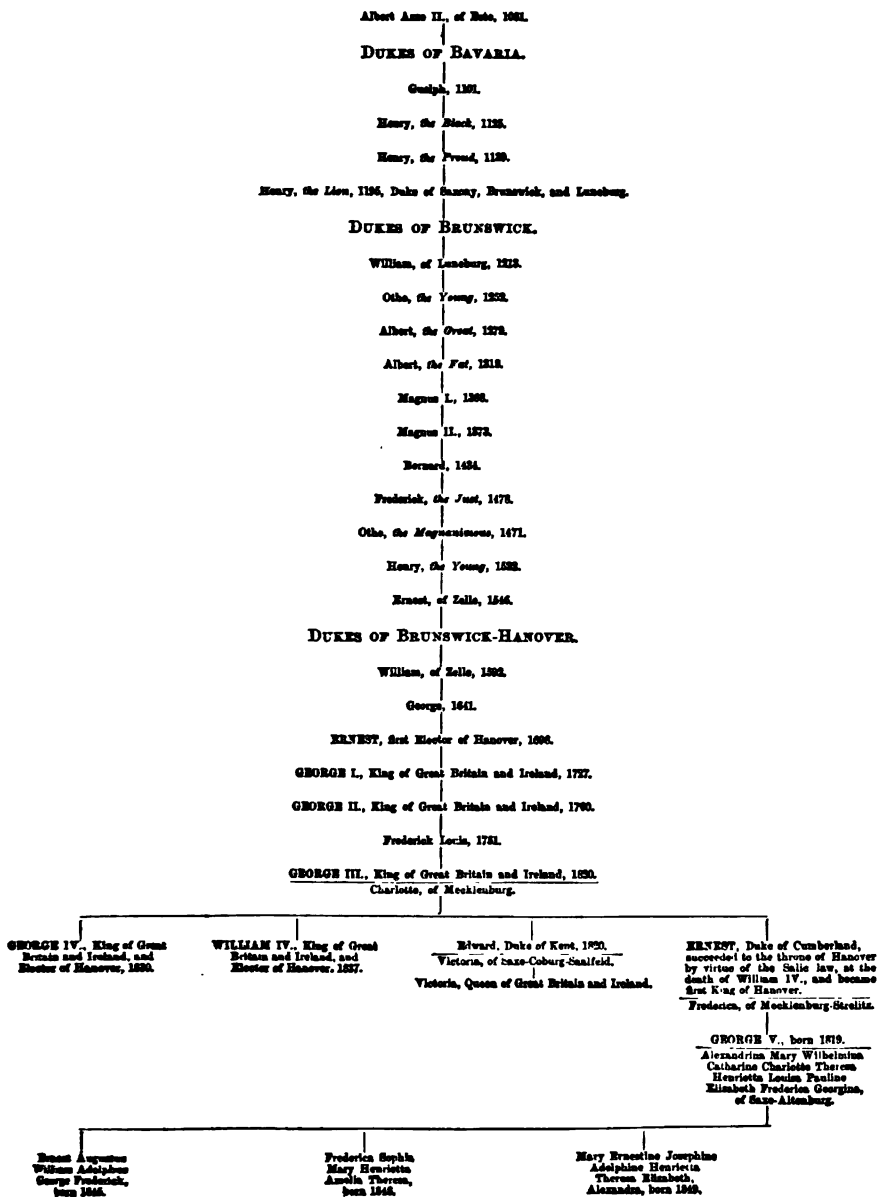 Albert Azzo II., of Este,
DUKES OF BAVARIA.
Guelph, 1101.
Henry, the Black, 1125.
Henry, the Proud, 1139.
Henry, the Lion, 1195, Duke of Saxony, Brunswick, and Luneburg.
DUKES OF BRUNSWICK.
William, of Luneburg, 1213.
Otho, the Young, 1252.
Albert, the Great, 1279.
Albert, the Fat, 1318.
Magnus I., 1368.
Magnus II., 1373.
Bernard, 1434.
Frederick, the Just, 1478.
Otho, the Magnanimous, 1471.
Henry, the Young, 1532.
Ernest, of Zelle, 1546.
DUKES OF BRUNSWICK-HANOVER.
William, of Zelle, 1592.
George, 1641.
ERNEST, first Elector of Hanover, 1698.
GEORGE I., King of Great Britain and Ireland, 1727.
GEORGE II., King of Great Britain and Ireland, 1760.
Frederick Louis, 1751.
GEORGE III., King of Great Britain and Ireland, 1820.
Charlotte, of Mecklenburg.
GEORGE IV., King of Great
Britain and Ireland, and
Elector of Hanover, 1830.
WILLIAM IV., King of Great
Britain and Ireland, and
Elector of Hanover. 1837.
Edward, Duke of Kent, 1820.
Victoria, of Saxe-Coburg-Saalfeld.
Victoria, Queen of Great Britain and Ireland.
ERNEST, Duke of Cumberland,
succeeded to the throne of Hanover
by virtue of the Salic law, at the
death of William IV., and became
first King of Hanover.
Frederica, of Mecklenburg-Strelitz.
GEORGE V., born 1819.
Alexandrina Mary Wilhelmina
Catharine Charlotte Theresa
Henrietta Louisa Pauline
Elizabeth Frederica Georgina,
of Saxe-Altenburg.
Ernest Augustus
William Adolphus
George Frederick,
born 1845.
Frederica Sophia
Mary Henrietta
Amelia Theresa,
born 1848.
Mary Ernestine Josephine
Adolphine Henrietta
Theresa Elizabeth,
Alexandra, born 1849.